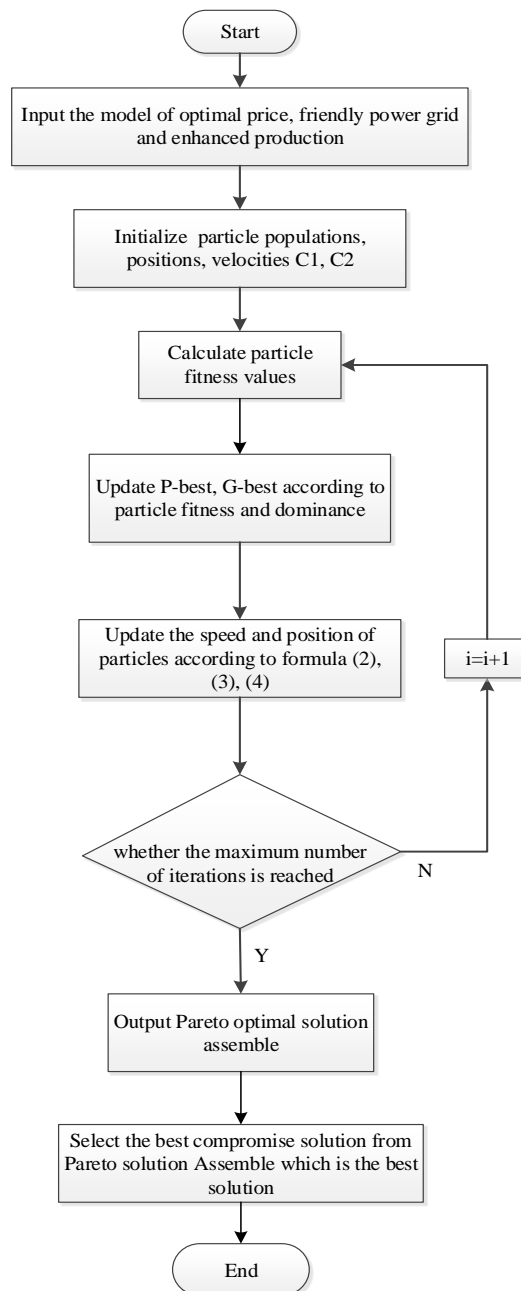 Start
Input the model of optimal price, friendly power grid
and enhanced production
Initialize particle populations,
positions, velocities C1, C2
Calculate particle
fitness values
Update P-best, G-best according to
particle fitness and dominance
Update the speed and position of
particles according to formula (2),
(3), (4)
i=i+1
whether the maximum number
of iterations is reached
N
Y
Output Pareto optimal solution
assemble
Select the best compromise solution from
Pareto solution Assemble which is the best
solution
End